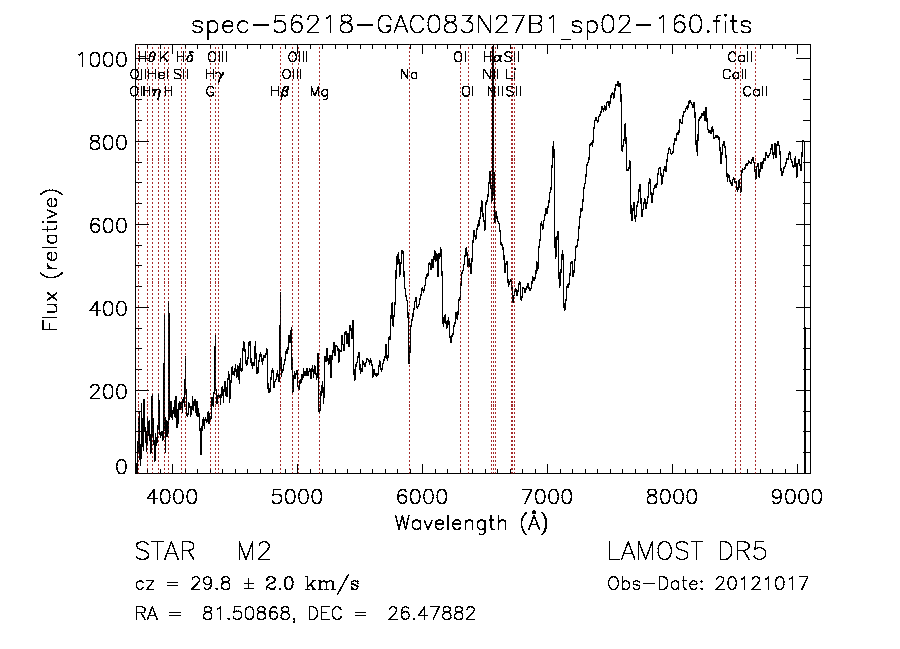 spec-56218-GAC083N27B1_sp02-160.fits
Hθ K Hδ OIII OIII OI Hα SII CaII
OII HeI SII Hγ OIII Na NII Li CaII
OII Hη H G Hβ Mg OI NII SII CaII
1000
800
600
400
200
0
Flux (relative)
4000 5000 6000 7000 8000 9000
Wavelength (Å)
STAR M2 LAMOST DR5
cz = 29.8 ± 2.0 km/s Obs-Date: 20121017
RA = 81.50868, DEC = 26.47882